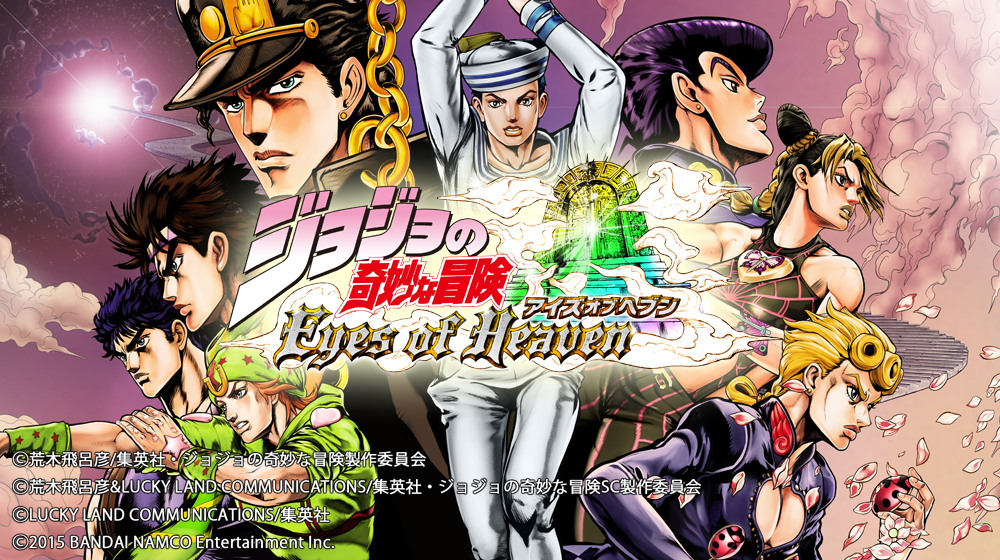 ジョジョの
奇妙な冒険
アイズオブヘブン
Eyes of Heaven
©荒木飛呂彦/集英社・ジョジョの奇妙な冒険製作委員会
©荒木飛呂彦&LUCKY LAND COMMUNICATIONS/集英社・ジョジョの奇妙な冒険SC製作委員会
©LUCKY LAND COMMUNICATIONS/集英社
©2015 BANDAI NAMCO Entertainment Inc.